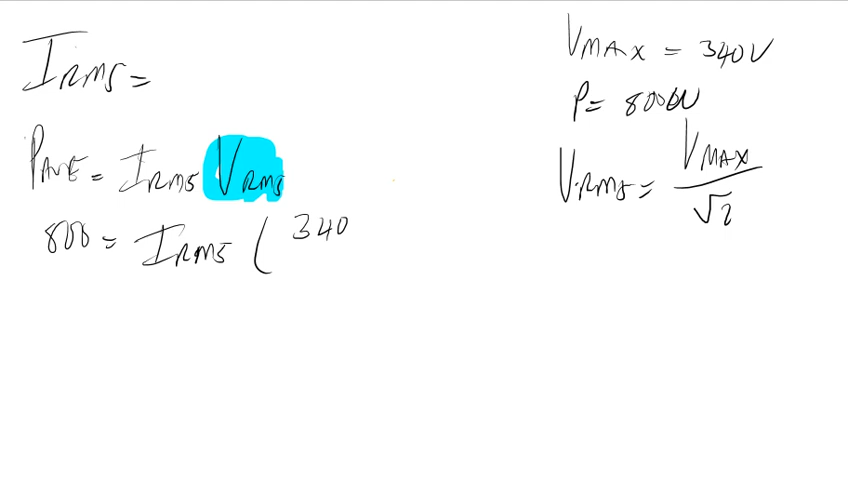 IRMS =
PAVE = IRMS VRMS
800 = IRMS ( 340
VMAX = 340V
P = 800W
VRMS = VMAX / √2